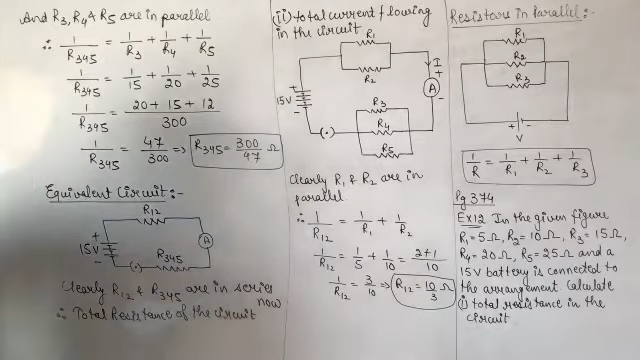 And R3, R4 & R5 are in parallel
∴ 1/R345 = 1/R3 + 1/R4 + 1/R5
1/R345 = 1/15 + 1/20 + 1/25
1/R345 = 20+15+12/300
1/R345 = 47/300 => R345 = 300/47 Ω
Equivalent Circuit:-
R12
+
15V
-
A
R345
(.)
Clearly R12 & R345 are in series
now
∴ Total Resistance of the circuit
(ii) total current flowing
in the circuit
R1
R2
I
+
A
-
+
15V
-
R3
R4
R5
(.)
Clearly R1 & R2 are in
parallel.
∴ 1/R12 = 1/R1 + 1/R2
1/R12 = 1/5 + 1/10 = 2+1/10
1/R12 = 3/10 => R12 = 10/3 Ω
Resistors in Parallel:-
R1
R2
R3
+ -
V
1/R = 1/R1 + 1/R2 + 1/R3
Pg 374
Ex12 In the given figure
R1=5Ω, R2=10Ω, R3=15Ω,
R4=20Ω, R5=25Ω and a
15V battery is connected to
the arrangement. Calculate
(i) total resistance in the
circuit